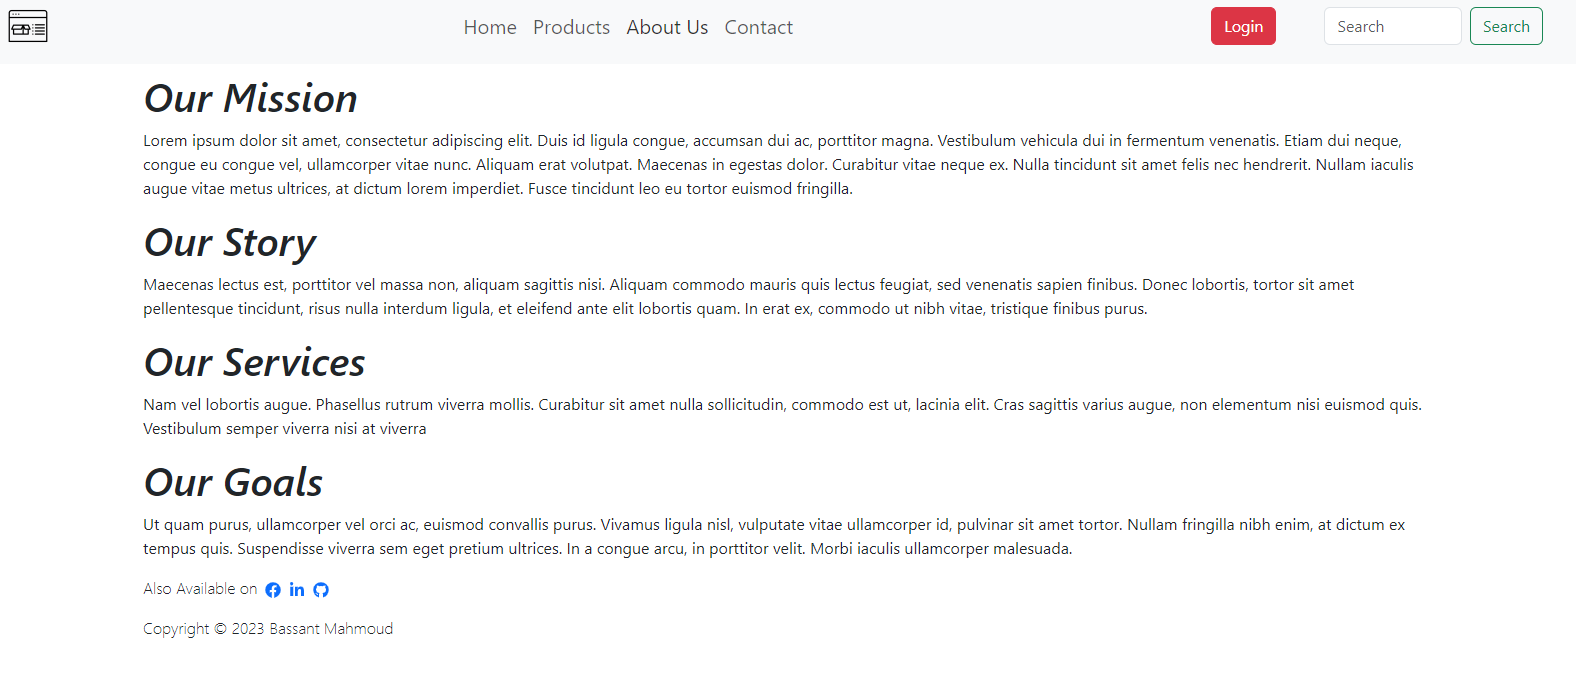 Home Products About Us Contact Login Search Search
Our Mission
Lorem ipsum dolor sit amet, consectetur adipiscing elit. Duis id ligula congue, accumsan dui ac, porttitor magna. Vestibulum vehicula dui in fermentum venenatis. Etiam dui neque,
congue eu congue vel, ullamcorper vitae nunc. Aliquam erat volutpat. Maecenas in egestas dolor. Curabitur vitae neque ex. Nulla tincidunt sit amet felis nec hendrerit. Nullam iaculis
augue vitae metus ultrices, at dictum lorem imperdiet. Fusce tincidunt leo eu tortor euismod fringilla.
Our Story
Maecenas lectus est, porttitor vel massa non, aliquam sagittis nisi. Aliquam commodo mauris quis lectus feugiat, sed venenatis sapien finibus. Donec lobortis, tortor sit amet
pellentesque tincidunt, risus nulla interdum ligula, et eleifend ante elit lobortis quam. In erat ex, commodo ut nibh vitae, tristique finibus purus.
Our Services
Nam vel lobortis augue. Phasellus rutrum viverra mollis. Curabitur sit amet nulla sollicitudin, commodo est ut, lacinia elit. Cras sagittis varius augue, non elementum nisi euismod quis.
Vestibulum semper viverra nisi at viverra
Our Goals
Ut quam purus, ullamcorper vel orci ac, euismod convallis purus. Vivamus ligula nisl, vulputate vitae ullamcorper id, pulvinar sit amet tortor. Nullam fringilla nibh enim, at dictum ex
tempus quis. Suspendisse viverra sem eget pretium ultrices. In a congue arcu, in porttitor velit. Morbi iaculis ullamcorper malesuada.
Also Available on
Copyright © 2023 Bassant Mahmoud